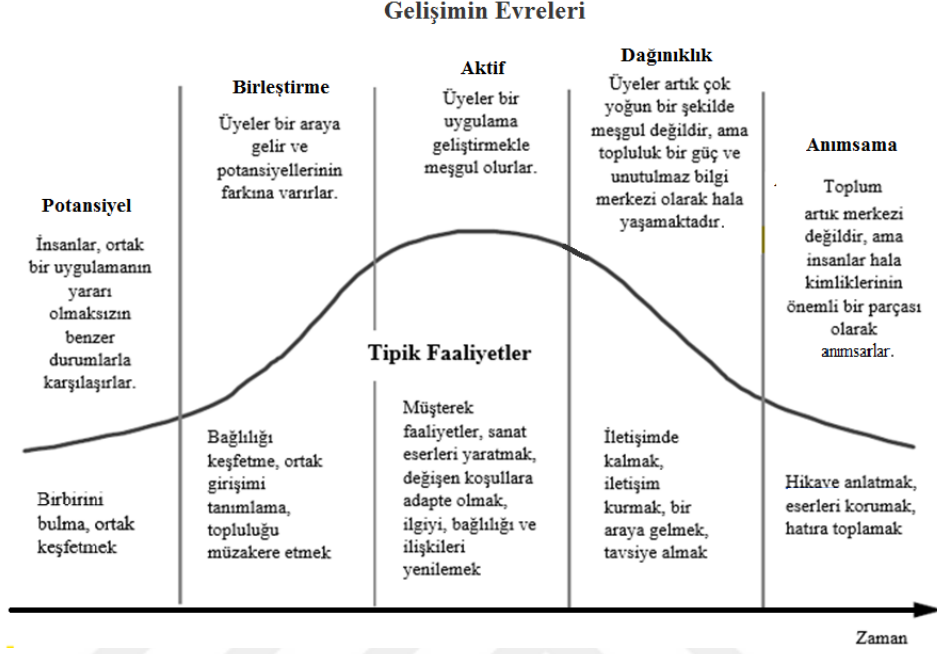 Gelişimin Evreleri
Potansiyel
İnsanlar, ortak
bir uygulamanın
yararı
olmaksızın
benzer
durumlarla
karşılaşırlar.
Birleştirme
Üyeler bir araya
gelir ve
potansiyellerinin
farkına varırlar.
Aktif
Üyeler bir
uygulama
geliştirmekle
meşgul olurlar.
Dağınıklık
Üyeler artık çok
yoğun bir şekilde
meşgul değildir, ama
topluluk bir güç ve
unutulmaz bilgi
merkezi olarak hala
yaşamaktadır.
Anımsama
Toplum
artık merkezi
değildir, ama
insanlar hala
kimliklerinin
önemli bir parçası
olarak
anımsarlar.
Tipik Faaliyetler
Birbirini
bulma, ortak
keşfetmek
Bağlılığı
keşfetme, ortak
girişimi
tanımlama,
topluluğu
müzakere etmek
Müşterek
faaliyetler, sanat
eserleri yaratmak,
değişen koşullara
adapte olmak,
ilgiyi, bağlılığı ve
ilişkileri
yenilemek
İletişimde
kalmak,
iletişim
kurmak, bir
araya gelmek,
tavsiye almak
Hikave anlatmak,
eserleri korumak,
hatıra toplamak
Zaman